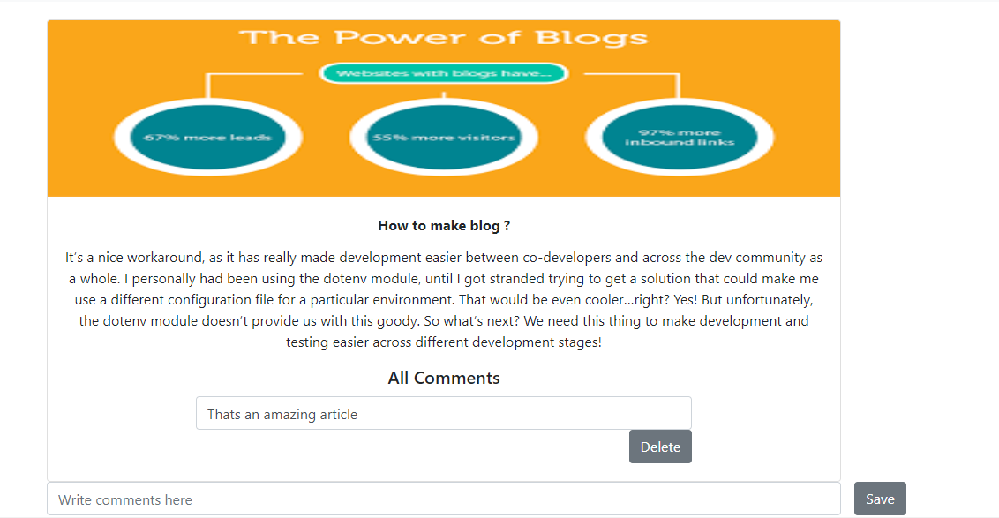 The Power of Blogs
Websites with blogs have...
67% more leads
55% more visitors
97% more
inbound links
How to make blog ?
It's a nice workaround, as it has really made development easier between co-developers and across the dev community as
a whole. I personally had been using the dotenv module, until I got stranded trying to get a solution that could make me
use a different configuration file for a particular environment. That would be even cooler...right? Yes! But unfortunately,
the dotenv module doesn't provide us with this goody. So what's next? We need this thing to make development and
testing easier across different development stages!
All Comments
Thats an amazing article
Delete
Write comments here
Save